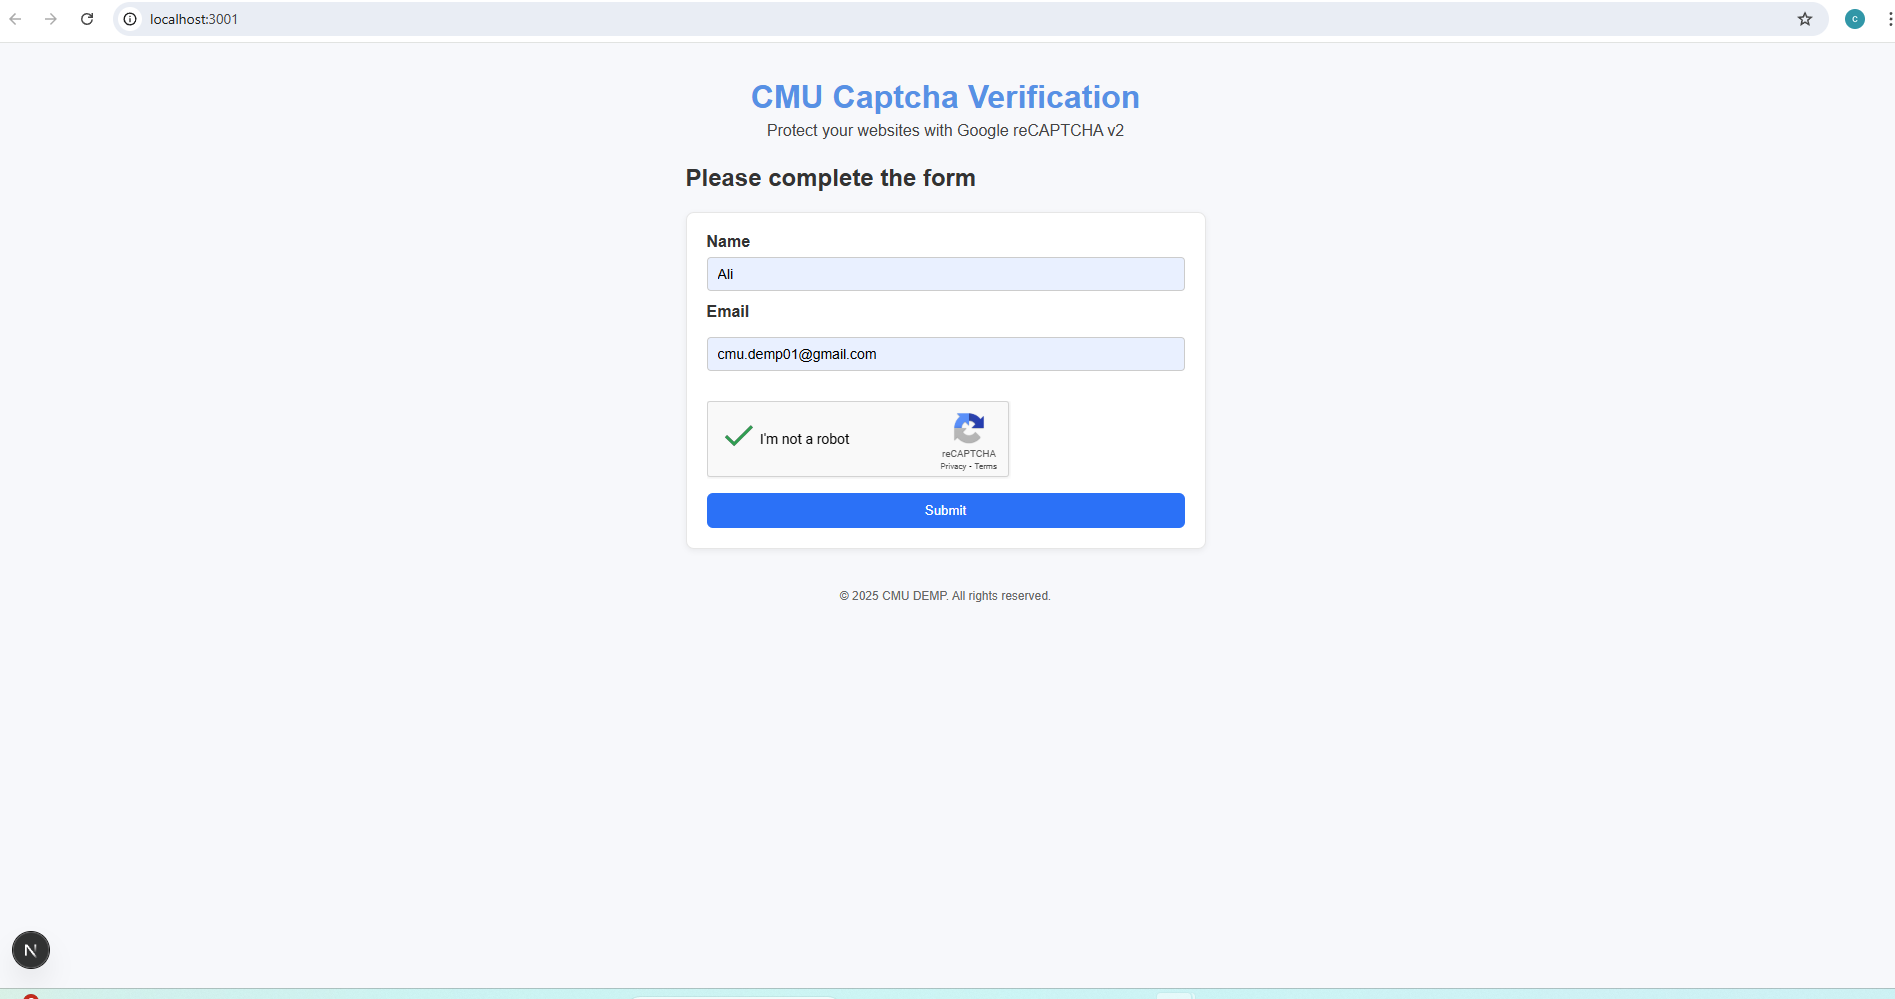 localhost:3001
C
CMU Captcha Verification
Protect your websites with Google reCAPTCHA v2
Please complete the form
Name
Ali
Email
cmu.demp01@gmail.com
I'm not a robot
reCAPTCHA
Privacy - Terms
Submit
© 2025 CMU DEMP. All rights reserved.
N